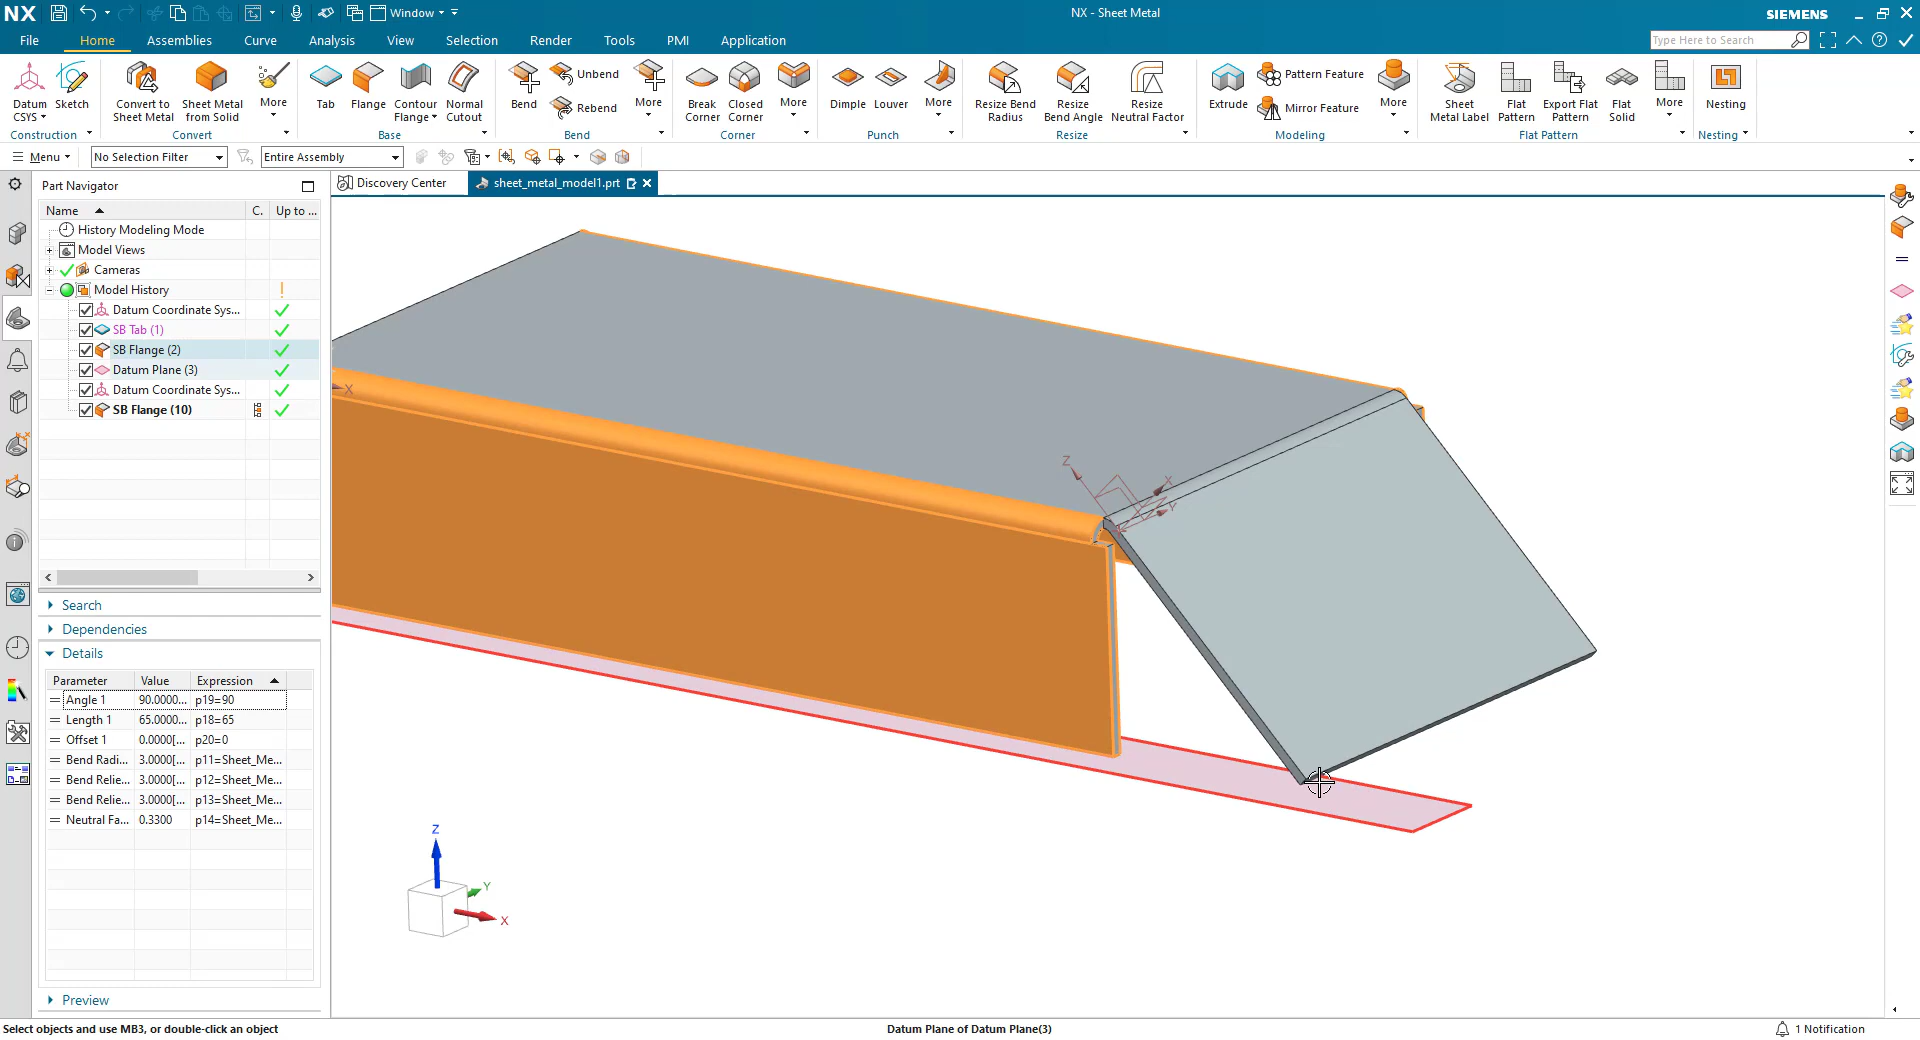 NX
Window
NX - Sheet Metal
SIEMENS
File
Home
Assemblies
Curve
Analysis
View
Selection
Render
Tools
PMI
Application
Type Here to Search
Datum CSYS
Sketch
Construction
Convert to Sheet Metal
Sheet Metal from Solid
More
Convert
Tab
Flange
Contour Flange
Normal Cutout
Base
Bend
Unbend
Rebend
More
Bend
Break Corner
Closed Corner
More
Corner
Dimple
Louver
More
Punch
Resize Bend Radius
Resize Bend Angle
Resize Neutral Factor
Resize
Extrude
Pattern Feature
Mirror Feature
More
Modeling
Sheet Metal Label
Flat Pattern
Export Flat Pattern
Flat Solid
More
Flat Pattern
Nesting
Nesting
Menu
No Selection Filter
Entire Assembly
Part Navigator
Discovery Center
sheet_metal_model1.prt
Name C. Up to ...
History Modeling Mode
Model Views
Cameras
Model History
Datum Coordinate Sys...
SB Tab (1)
SB Flange (2)
Datum Plane (3)
Datum Coordinate Sys...
SB Flange (10)
Search
Dependencies
Details
Parameter Value Expression
Angle 1 90.0000... p19=90
Length 1 65.0000... p18=65
Offset 1 0.0000[... p20=0
Bend Radi... 3.0000[... p11=Sheet_Me...
Bend Relie... 3.0000[... p12=Sheet_Me...
Bend Relie... 3.0000[... p13=Sheet_Me...
Neutral Fa... 0.3300 p14=Sheet_Me...
Preview
X
Z
X
Y
Z
Y
X
Select objects and use MB3, or double-click an object
Datum Plane of Datum Plane(3)
1 Notification